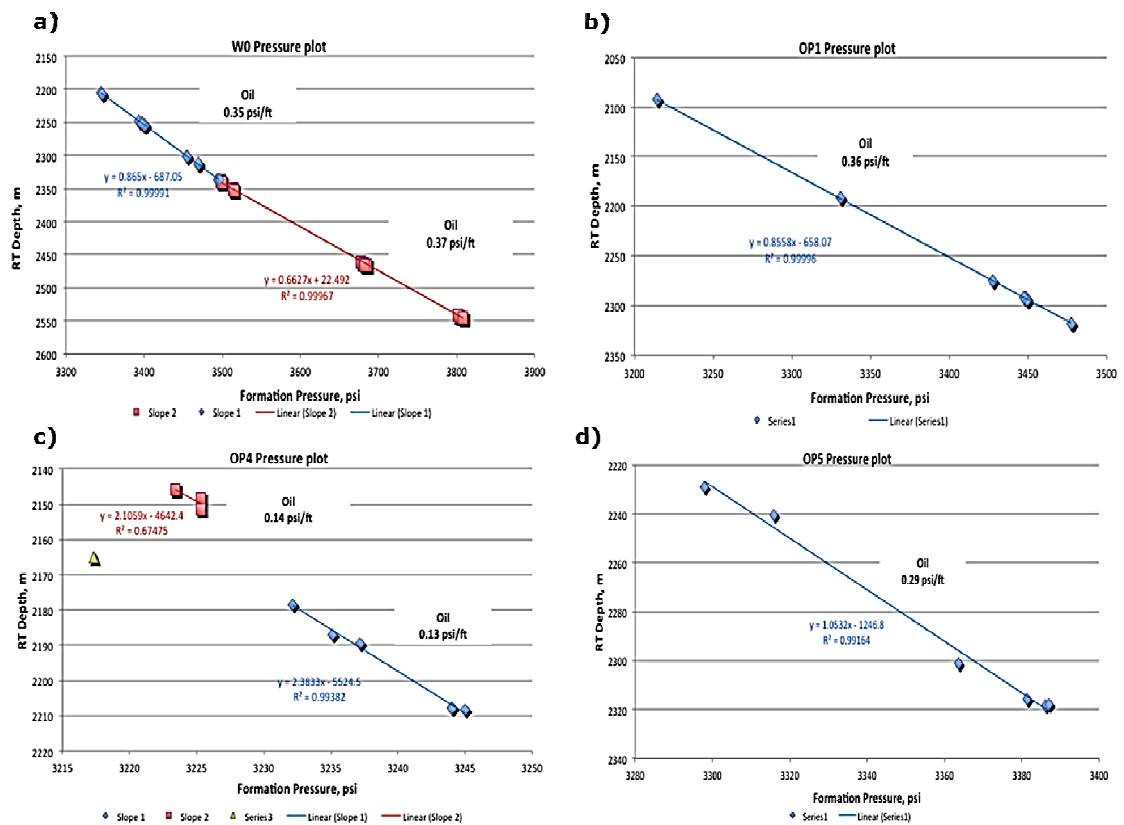 a)
W0 Pressure plot
2150
2200
2250
2300
2350
2400
2450
2500
2550
2600
RT Depth, m
Oil
0.35 psi/ft
y = 0.865x - 687.05
R² = 0.99991
Oil
0.37 psi/ft
y = 0.6627x + 22.492
R² = 0.99967
3300 3400 3500 3600 3700 3800 3900
Formation Pressure, psi
Slope 2 Slope 1 Linear (Slope 2) Linear (Slope 1)
b)
OP1 Pressure plot
2050
2100
2150
2200
2250
2300
2350
RT Depth, m
Oil
0.36 psi/ft
y = 0.8558x - 658.07
R² = 0.99996
3200 3250 3300 3350 3400 3450 3500
Formation Pressure, psi
Series1 Linear (Series1)
c)
OP4 Pressure plot
2140
2150
2160
2170
2180
2190
2200
2210
2220
RT Depth, m
Oil
0.14 psi/ft
y = 2.1059x - 4642.4
R² = 0.67475
Oil
0.13 psi/ft
y = 2.3833x - 5524.5
R² = 0.99382
3215 3220 3225 3230 3235 3240 3245 3250
Formation Pressure, psi
Slope 1 Slope 2 Series3 Linear (Slope 1) Linear (Slope 2)
d)
OP5 Pressure plot
2220
2240
2260
2280
2300
2320
2340
RT Depth, m
Oil
0.29 psi/ft
y = 1.0532x - 1246.8
R² = 0.99164
3280 3300 3320 3340 3360 3380 3400
Formation Pressure, psi
Series1 Linear (Series1)